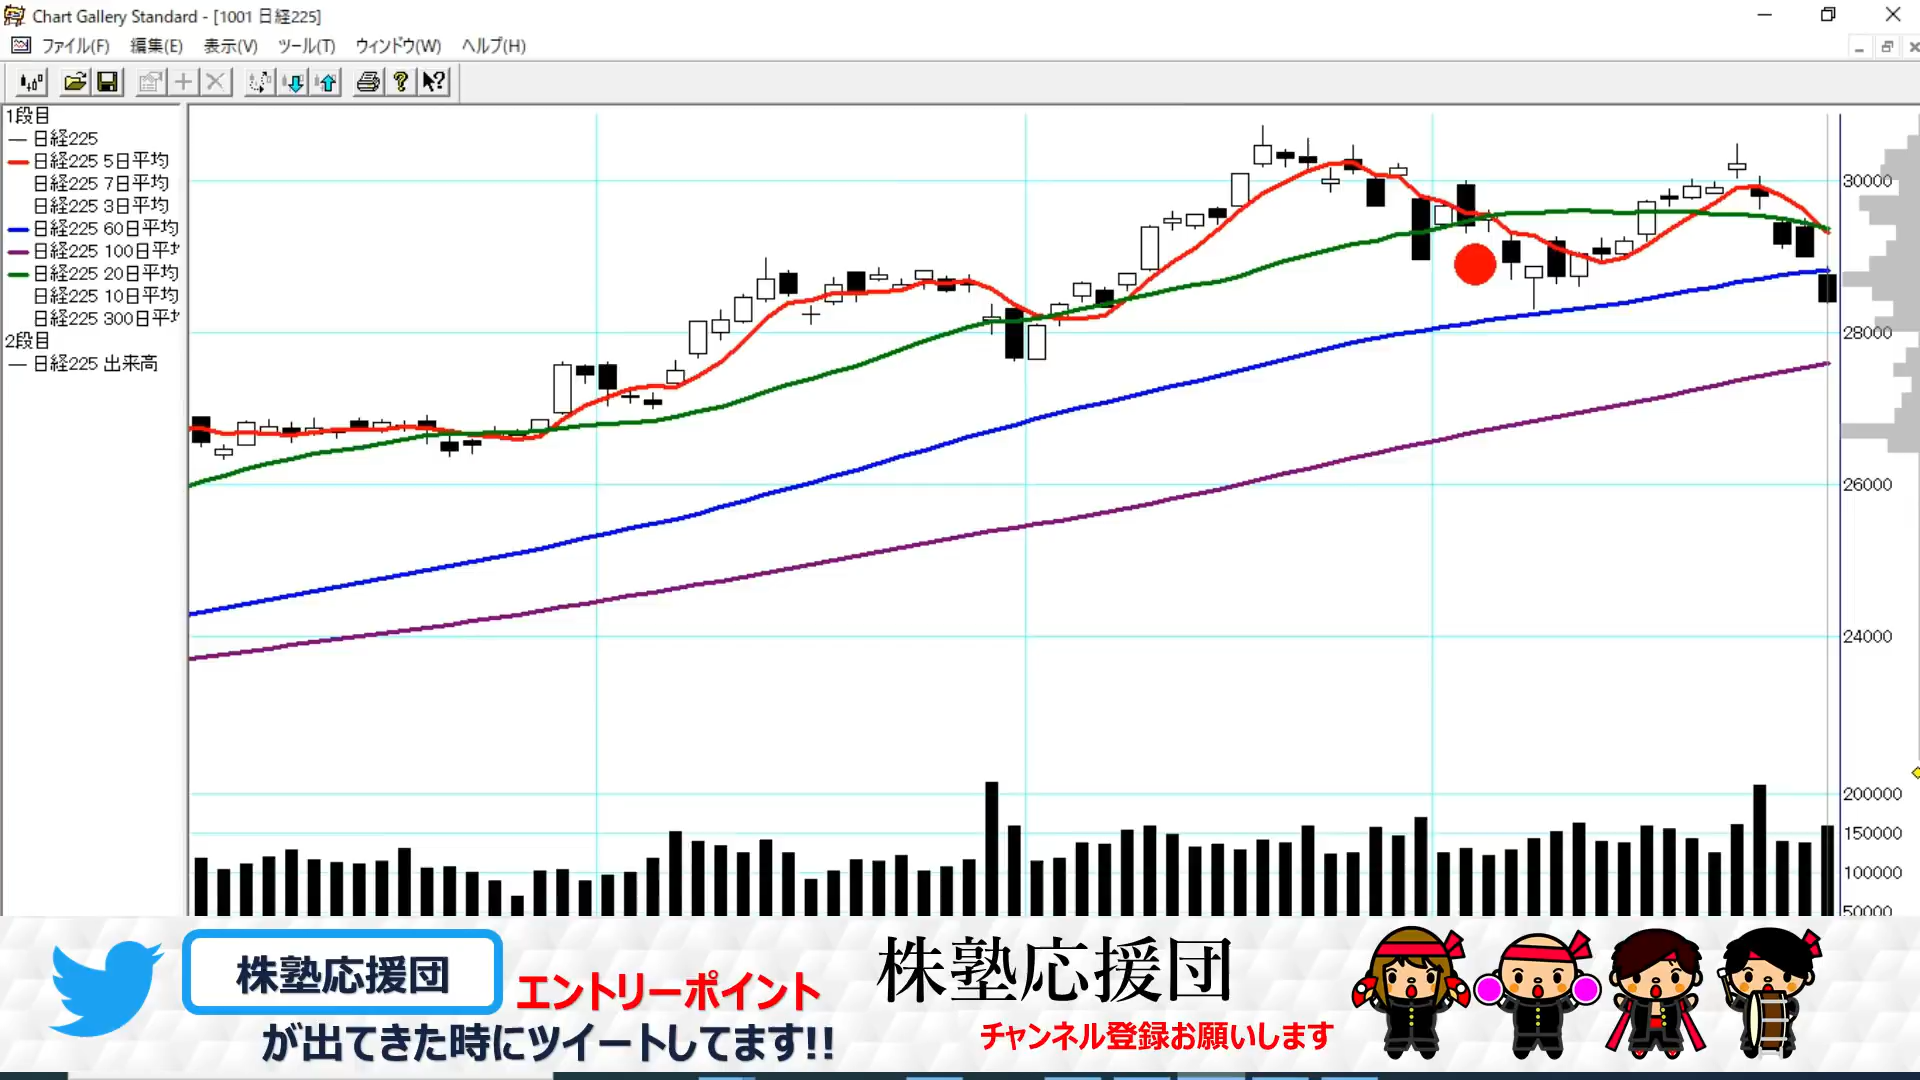 Chart Gallery Standard - [1001 日経225]
ファイル(F) 編集(E) 表示(V) ツール(T) ウィンドウ(W) ヘルプ(H)
1段目
日経225
日経225 5日平均
日経225 7日平均
日経225 3日平均
日経225 60日平均
日経225 100日平
日経225 20日平均
日経225 10日平均
日経225 300日平
2段目
日経225 出来高
30000
28000
26000
24000
200000
150000
100000
50000
株塾応援団
エントリーポイント
が出てきた時にツイートしてます!!
株塾応援団
チャンネル登録お願いします